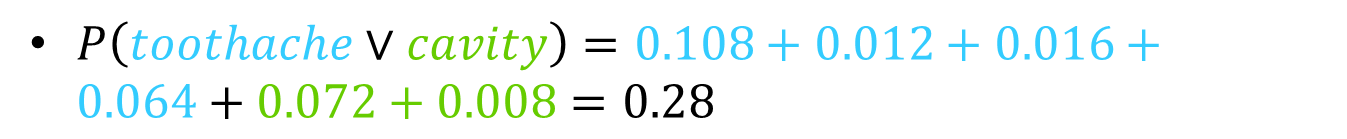 • P(toothache ∨ cavity) = 0.108 + 0.012 + 0.016 +
0.064 + 0.072 + 0.008 = 0.28